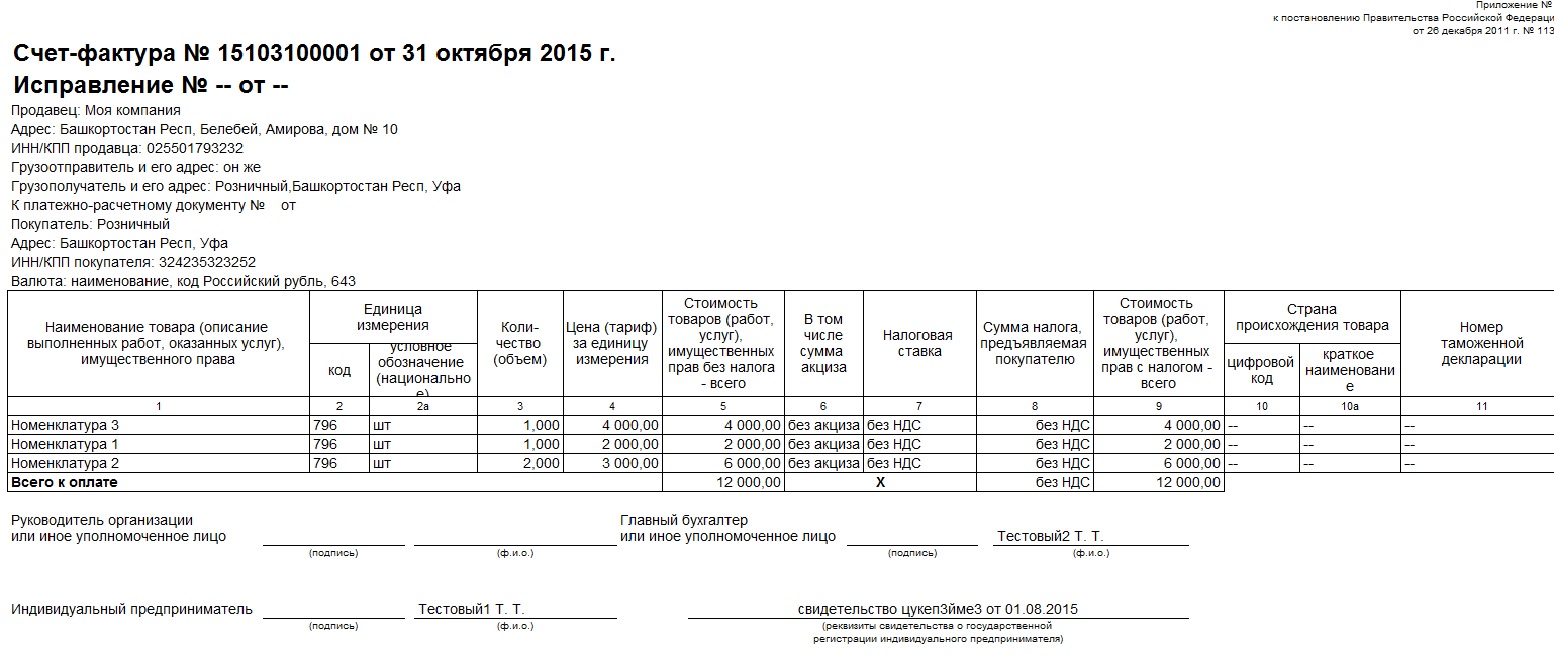 Приложение №
к постановлению Правительства Российской Федераци
от 26 декабря 2011 г. № 113
Счет-фактура № 15103100001 от 31 октября 2015 г.
Исправление № -- от --
Продавец: Моя компания
Адрес: Башкортостан Респ, Белебей, Амирова, дом № 10
ИНН/КПП продавца: 025501793232
Грузоотправитель и его адрес: он же
Грузополучатель и его адрес: Розничный,Башкортостан Респ, Уфа
К платежно-расчетному документу № от
Покупатель: Розничный
Адрес: Башкортостан Респ, Уфа
ИНН/КПП покупателя: 324235323252
Валюта: наименование, код Российский рубль, 643
Наименование товара (описание
выполненных работ, оказанных услуг),
имущественного права
Единица
измерения
код
условное
обозначение
(национально
е)
Коли-
чество
(объем)
Цена (тариф)
за единицу
измерения
Стоимость
товаров (работ,
услуг),
имущественных
прав без налога
- всего
В том
числе
сумма
акциза
Налоговая
ставка
Сумма налога,
предъявляемая
покупателю
Стоимость
товаров (работ,
услуг),
имущественных
прав с налогом -
всего
Страна
происхождения товара
цифровой
код
краткое
наименовани
е
Номер
таможенной
декларации
1 2 2а 3 4 5 6 7 8 9 10 10а 11
Номенклатура 3 796 шт 1,000 4 000,00 4 000,00 без акциза без НДС без НДС 4 000,00 -- -- --
Номенклатура 1 796 шт 1,000 2 000,00 2 000,00 без акциза без НДС без НДС 2 000,00 -- -- --
Номенклатура 2 796 шт 2,000 3 000,00 6 000,00 без акциза без НДС без НДС 6 000,00 -- -- --
Всего к оплате 12 000,00 Х без НДС 12 000,00
Руководитель организации
или иное уполномоченное лицо
(подпись) (ф.и.о.)
Главный бухгалтер
или иное уполномоченное лицо Тестовый2 Т. Т.
(подпись) (ф.и.о.)
Индивидуальный предприниматель Тестовый1 Т. Т. свидетельство цукеп3йме3 от 01.08.2015
(подпись) (ф.и.о.) (реквизиты свидетельства о государственной
регистрации индивидуального предпринимателя)